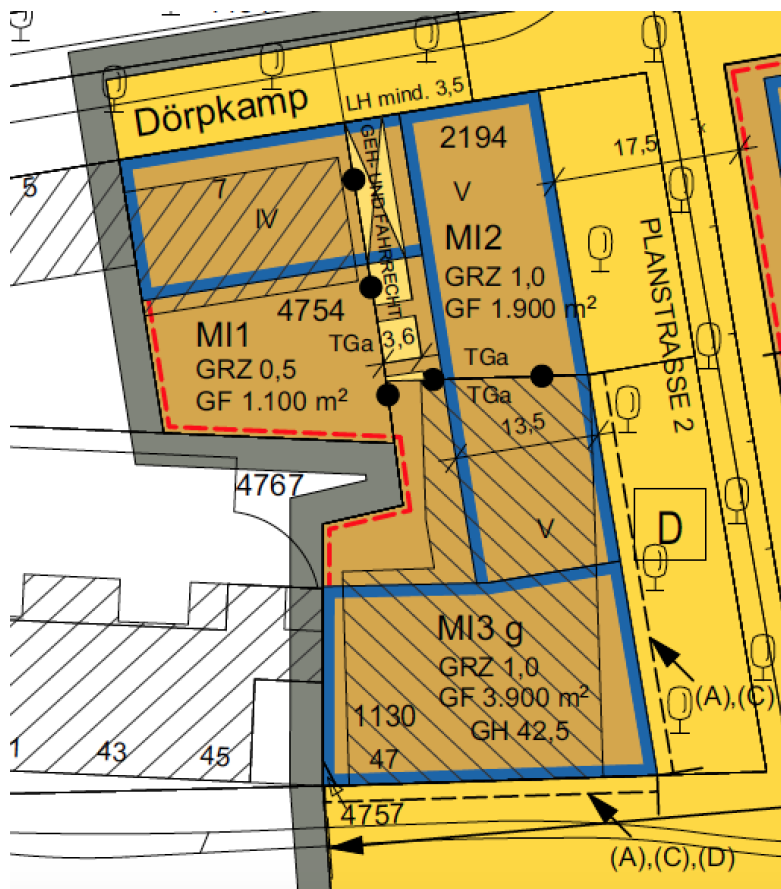 Dörpkamp
LH mind. 3,5
2194
17,5
5
7
IV
GEH- UND FAHRRECHT
V
MI2
GRZ 1,0
GF 1.900 m²
PLANSTRASSE 2
4754
MI1
GRZ 0,5
GF 1.100 m²
TGa
3,6
TGa
TGa
13,5
4767
D
V
MI3 g
GRZ 1,0
GF 3.900 m²
GH 42,5
(A),(C)
1130
47
1
43
45
4757
(A),(C),(D)